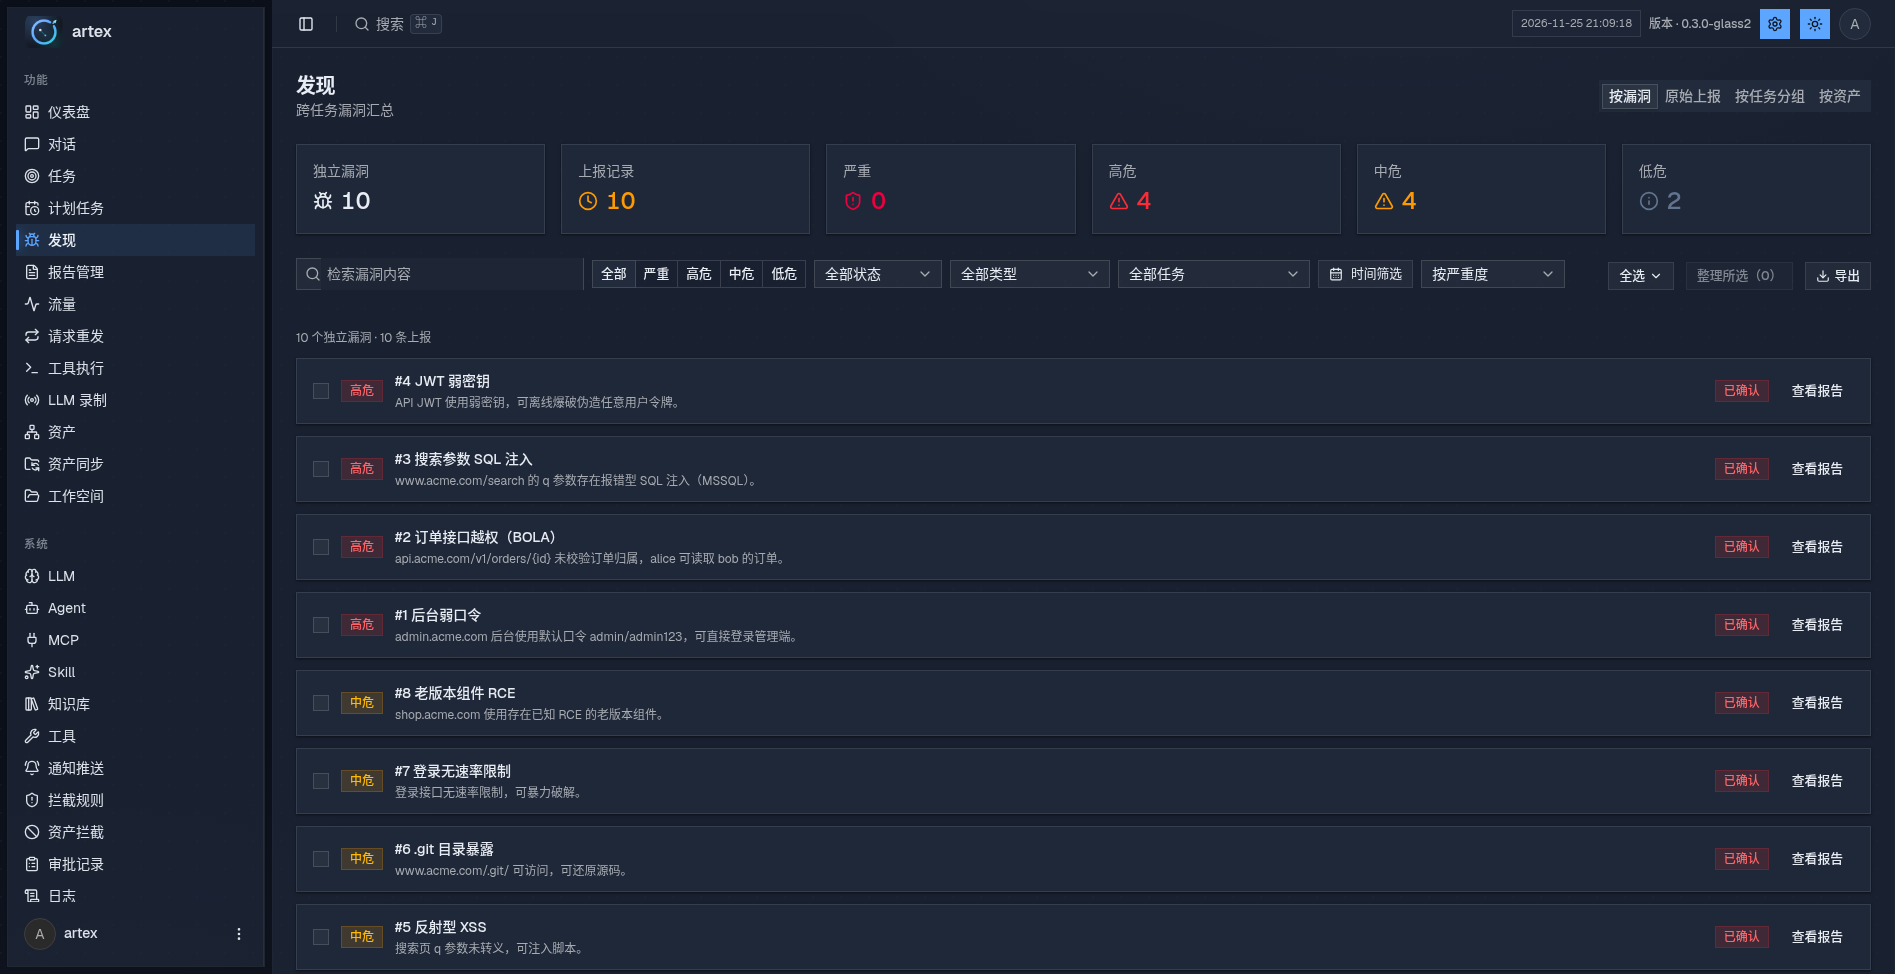 artex
功能
仪表盘
对话
任务
计划任务
发现
报告管理
流量
请求重发
工具执行
LLM 录制
资产
资产同步
工作空间
系统
LLM
Agent
MCP
Skill
知识库
工具
通知推送
拦截规则
资产拦截
审批记录
日志
A artex
搜索 ⌘ J
2026-11-25 21:09:18 版本 · 0.3.0-glass2 A
发现
跨任务漏洞汇总
按漏洞 原始上报 按任务分组 按资产
独立漏洞 上报记录 严重 高危 中危 低危
10 10 0 4 4 2
检索漏洞内容 全部 严重 高危 中危 低危 全部状态 全部类型 全部任务 时间筛选 按严重度 全选 整理所选（0） 导出
10 个独立漏洞 · 10 条上报
高危 #4 JWT 弱密钥 已确认 查看报告
API JWT 使用弱密钥，可离线爆破伪造任意用户令牌。
高危 #3 搜索参数 SQL 注入 已确认 查看报告
www.acme.com/search 的 q 参数存在报错型 SQL 注入（MSSQL）。
高危 #2 订单接口越权（BOLA） 已确认 查看报告
api.acme.com/v1/orders/{id} 未校验订单归属，alice 可读取 bob 的订单。
高危 #1 后台弱口令 已确认 查看报告
admin.acme.com 后台使用默认口令 admin/admin123，可直接登录管理端。
中危 #8 老版本组件 RCE 已确认 查看报告
shop.acme.com 使用存在已知 RCE 的老版本组件。
中危 #7 登录无速率限制 已确认 查看报告
登录接口无速率限制，可暴力破解。
中危 #6 .git 目录暴露 已确认 查看报告
www.acme.com/.git/ 可访问，可还原源码。
中危 #5 反射型 XSS 已确认 查看报告
搜索页 q 参数未转义，可注入脚本。